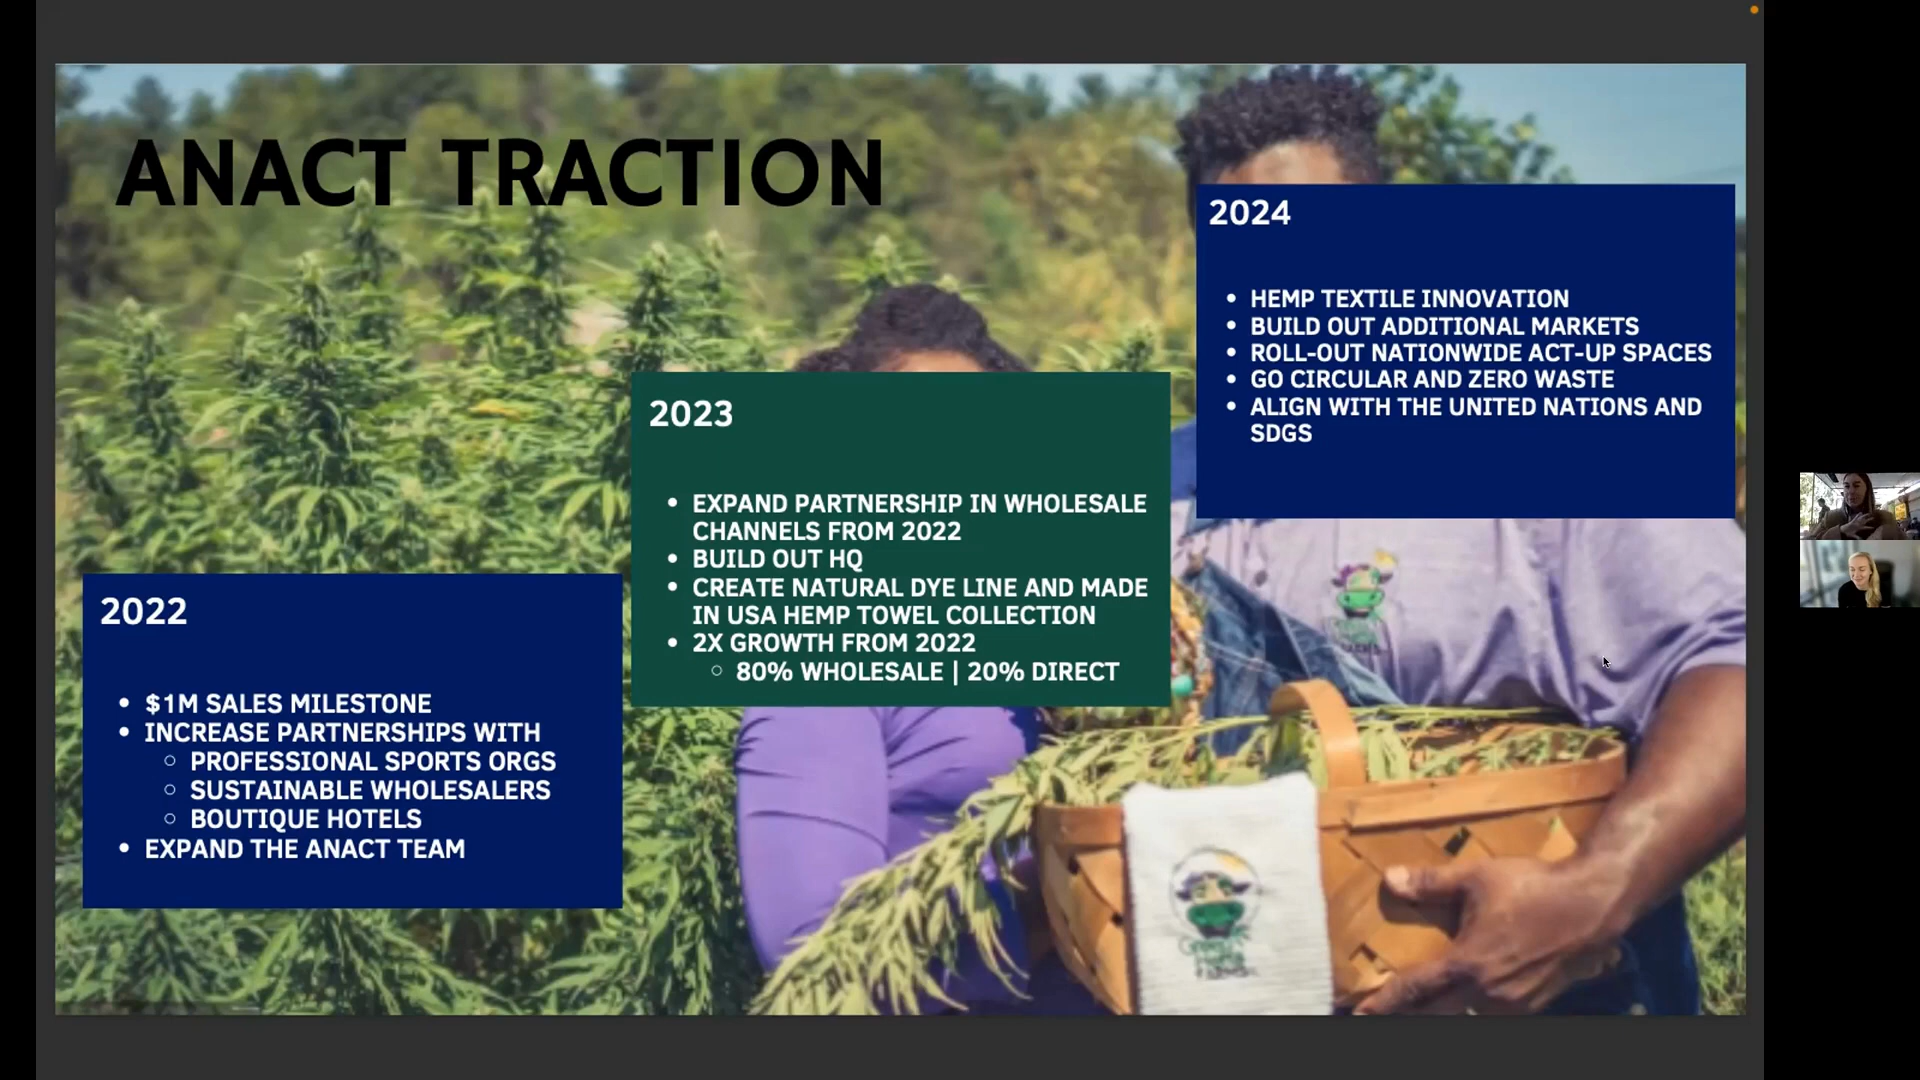 ANACT TRACTION
2022
• $1M SALES MILESTONE
• INCREASE PARTNERSHIPS WITH
○ PROFESSIONAL SPORTS ORGS
○ SUSTAINABLE WHOLESALERS
○ BOUTIQUE HOTELS
• EXPAND THE ANACT TEAM
2023
• EXPAND PARTNERSHIP IN WHOLESALE
CHANNELS FROM 2022
• BUILD OUT HQ
• CREATE NATURAL DYE LINE AND MADE
IN USA HEMP TOWEL COLLECTION
• 2X GROWTH FROM 2022
○ 80% WHOLESALE | 20% DIRECT
2024
• HEMP TEXTILE INNOVATION
• BUILD OUT ADDITIONAL MARKETS
• ROLL-OUT NATIONWIDE ACT-UP SPACES
• GO CIRCULAR AND ZERO WASTE
• ALIGN WITH THE UNITED NATIONS AND
SDGS